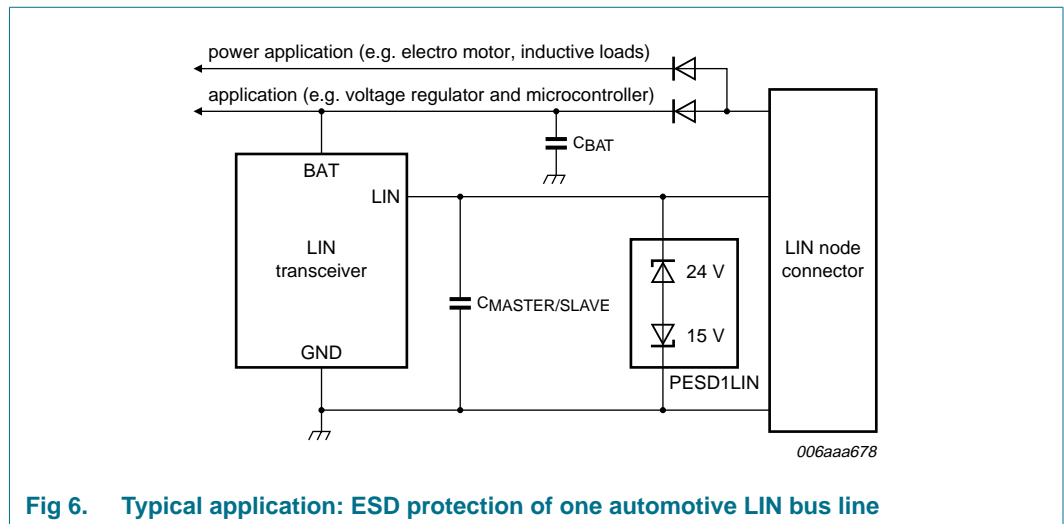 power application (e.g. electro motor, inductive loads)
application (e.g. voltage regulator and microcontroller)
CBAT
BAT
LIN
LIN
transceiver
LIN node
connector
24 V
CMASTER/SLAVE
15 V
GND
PESD1LIN
006aaa678
Fig 6. Typical application: ESD protection of one automotive LIN bus line